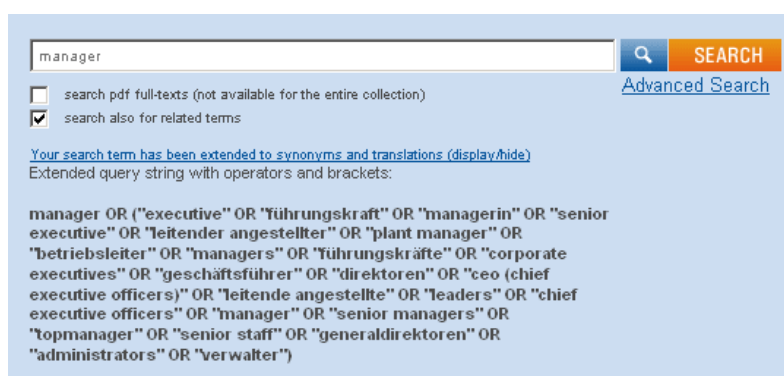 manager
SEARCH
Advanced Search
search pdf full-texts (not available for the entire collection)
search also for related terms
Your search term has been extended to synonyms and translations (display/hide)
Extended query string with operators and brackets:
manager OR ("executive" OR "führungskraft" OR "managerin" OR "senior
executive" OR "leitender angestellter" OR "plant manager" OR
"betriebsleiter" OR "managers" OR "führungskräfte" OR "corporate
executives" OR "geschäftsführer" OR "direktoren" OR "ceo (chief
executive officers)" OR "leitende angestellte" OR "leaders" OR "chief
executive officers" OR "manager" OR "senior managers" OR
"topmanager" OR "senior staff" OR "generaldirektoren" OR
"administrators" OR "verwalter")